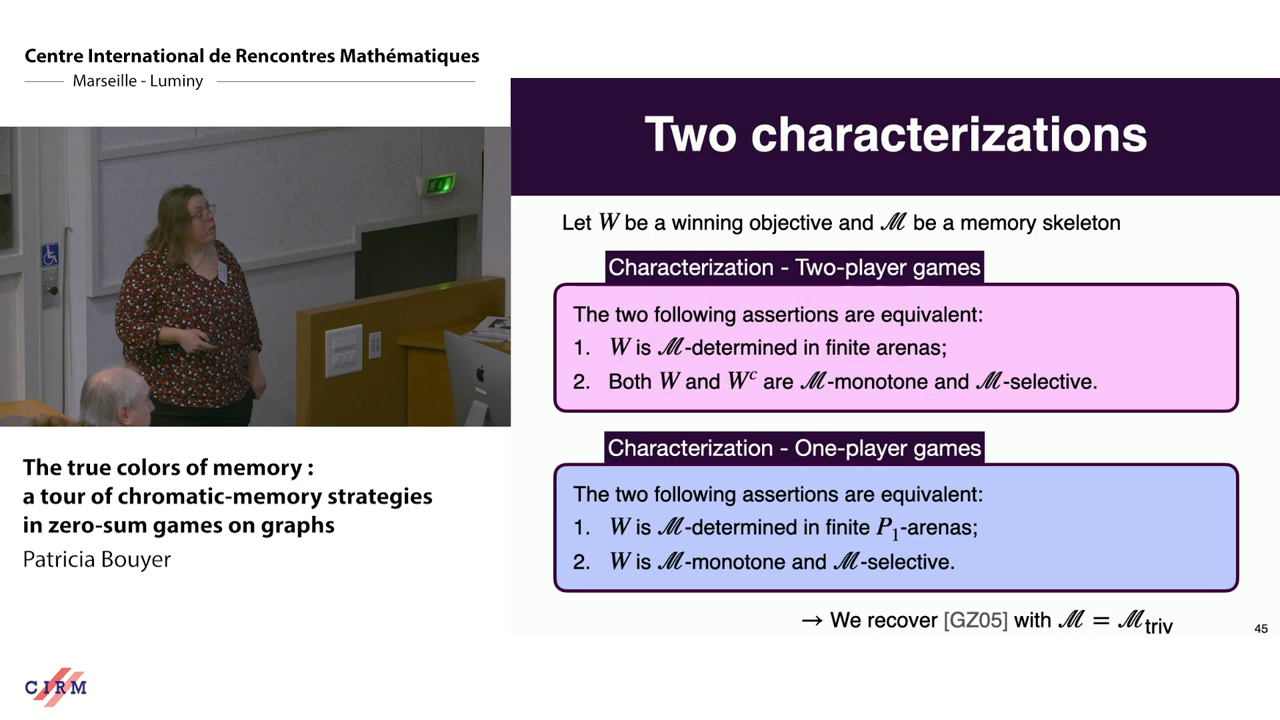 Centre International de Rencontres Mathématiques
Marseille - Luminy
Two characterizations
Let W be a winning objective and ℳ be a memory skeleton
Characterization - Two-player games
The two following assertions are equivalent:
1. W is ℳ-determined in finite arenas;
2. Both W and Wᶜ are ℳ-monotone and ℳ-selective.
Characterization - One-player games
The two following assertions are equivalent:
1. W is ℳ-determined in finite P₁-arenas;
2. W is ℳ-monotone and ℳ-selective.
→ We recover [GZ05] with ℳ = ℳtriv
45
The true colors of memory :
a tour of chromatic-memory strategies
in zero-sum games on graphs
Patricia Bouyer
CIRM